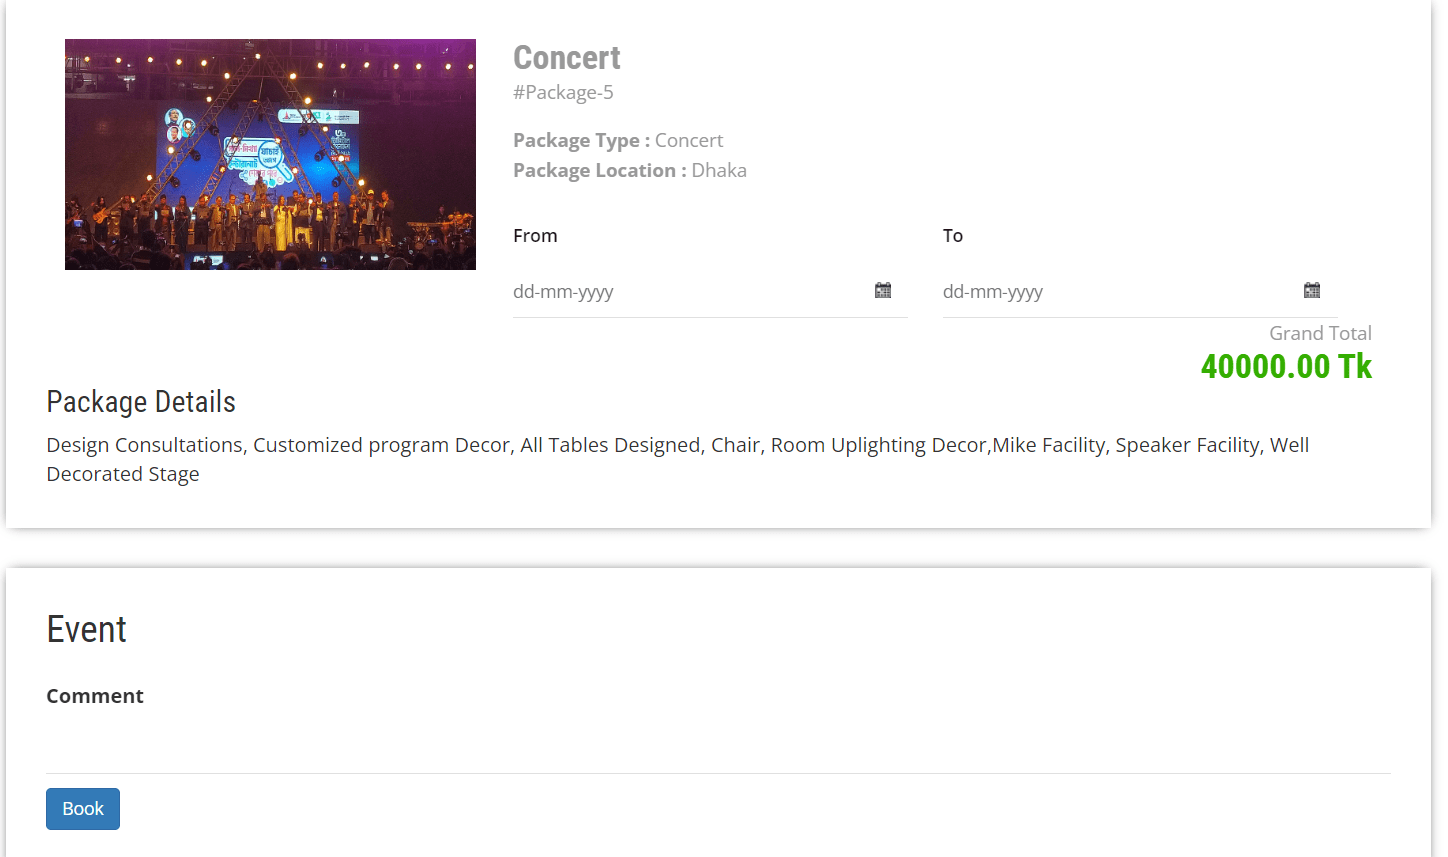 Concert
#Package-5
Package Type : Concert
Package Location : Dhaka
From
To
dd-mm-yyyy
dd-mm-yyyy
Grand Total
40000.00 Tk
Package Details
Design Consultations, Customized program Decor, All Tables Designed, Chair, Room Uplighting Decor,Mike Facility, Speaker Facility, Well
Decorated Stage
Event
Comment
Book